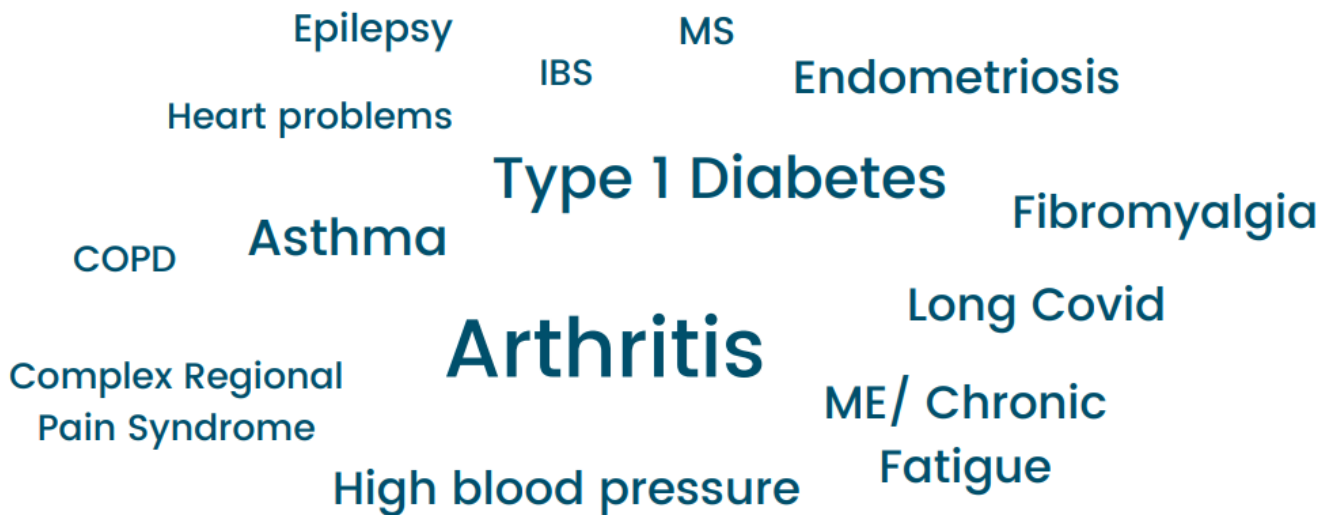 Epilepsy
MS
IBS
Endometriosis
Heart problems
Type 1 Diabetes
Fibromyalgia
Asthma
COPD
Long Covid
Arthritis
Complex Regional
Pain Syndrome
ME/ Chronic
Fatigue
High blood pressure